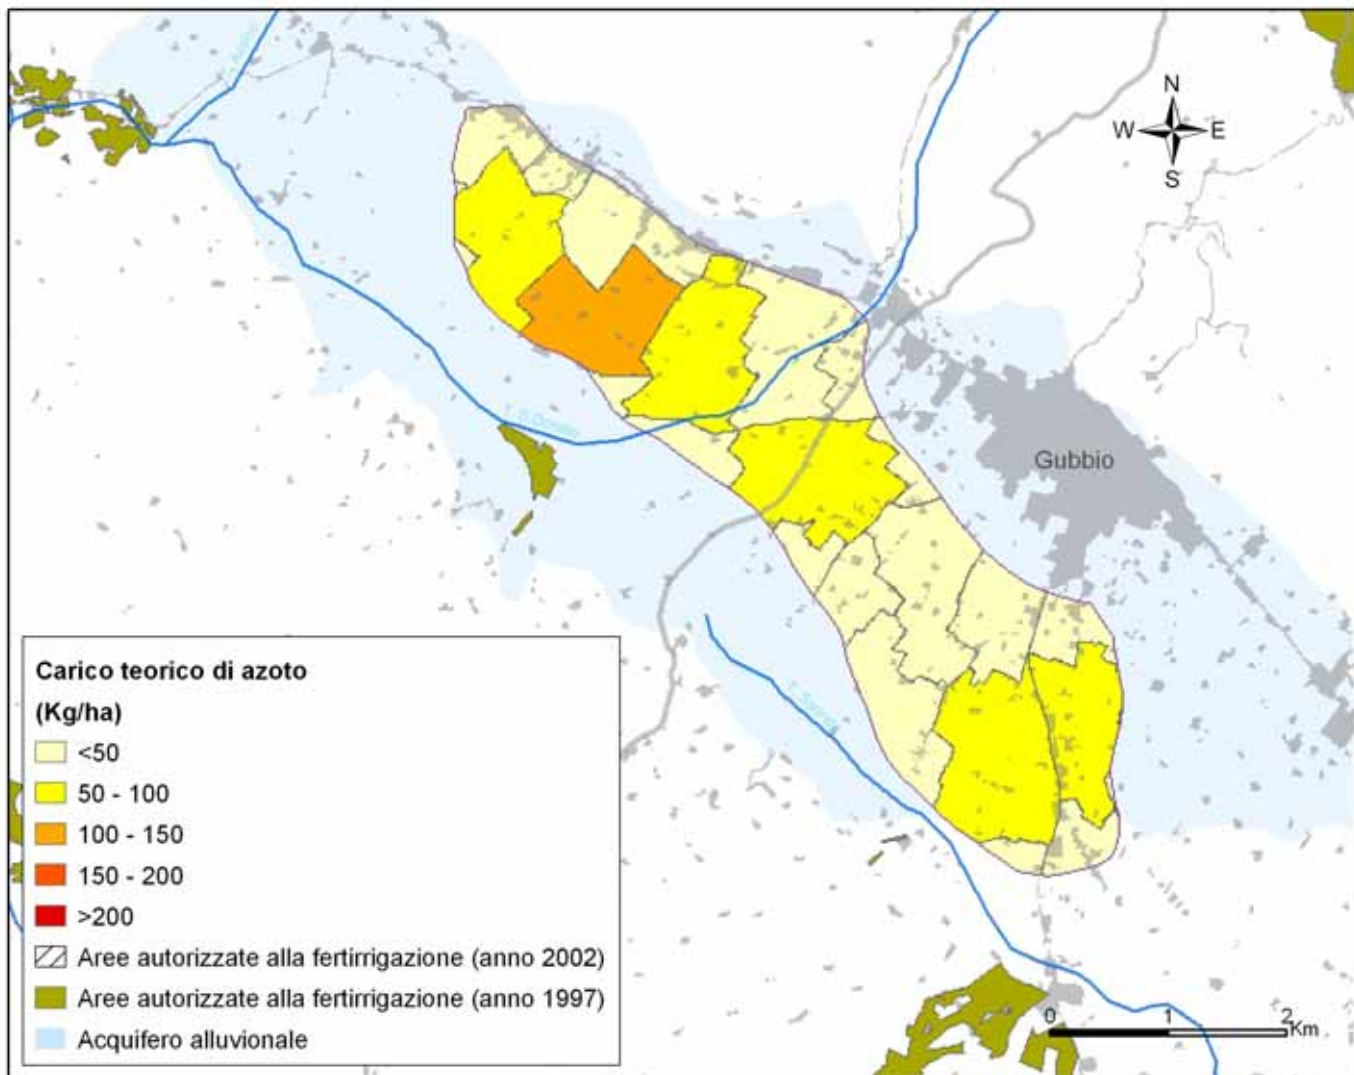 N
W E
S
Gubbio
Carico teorico di azoto
(Kg/ha)
<50
50 - 100
100 - 150
150 - 200
>200
Aree autorizzate alla fertirrigazione (anno 2002)
Aree autorizzate alla fertirrigazione (anno 1997)
Acquifero alluvionale
0 1 2
Km